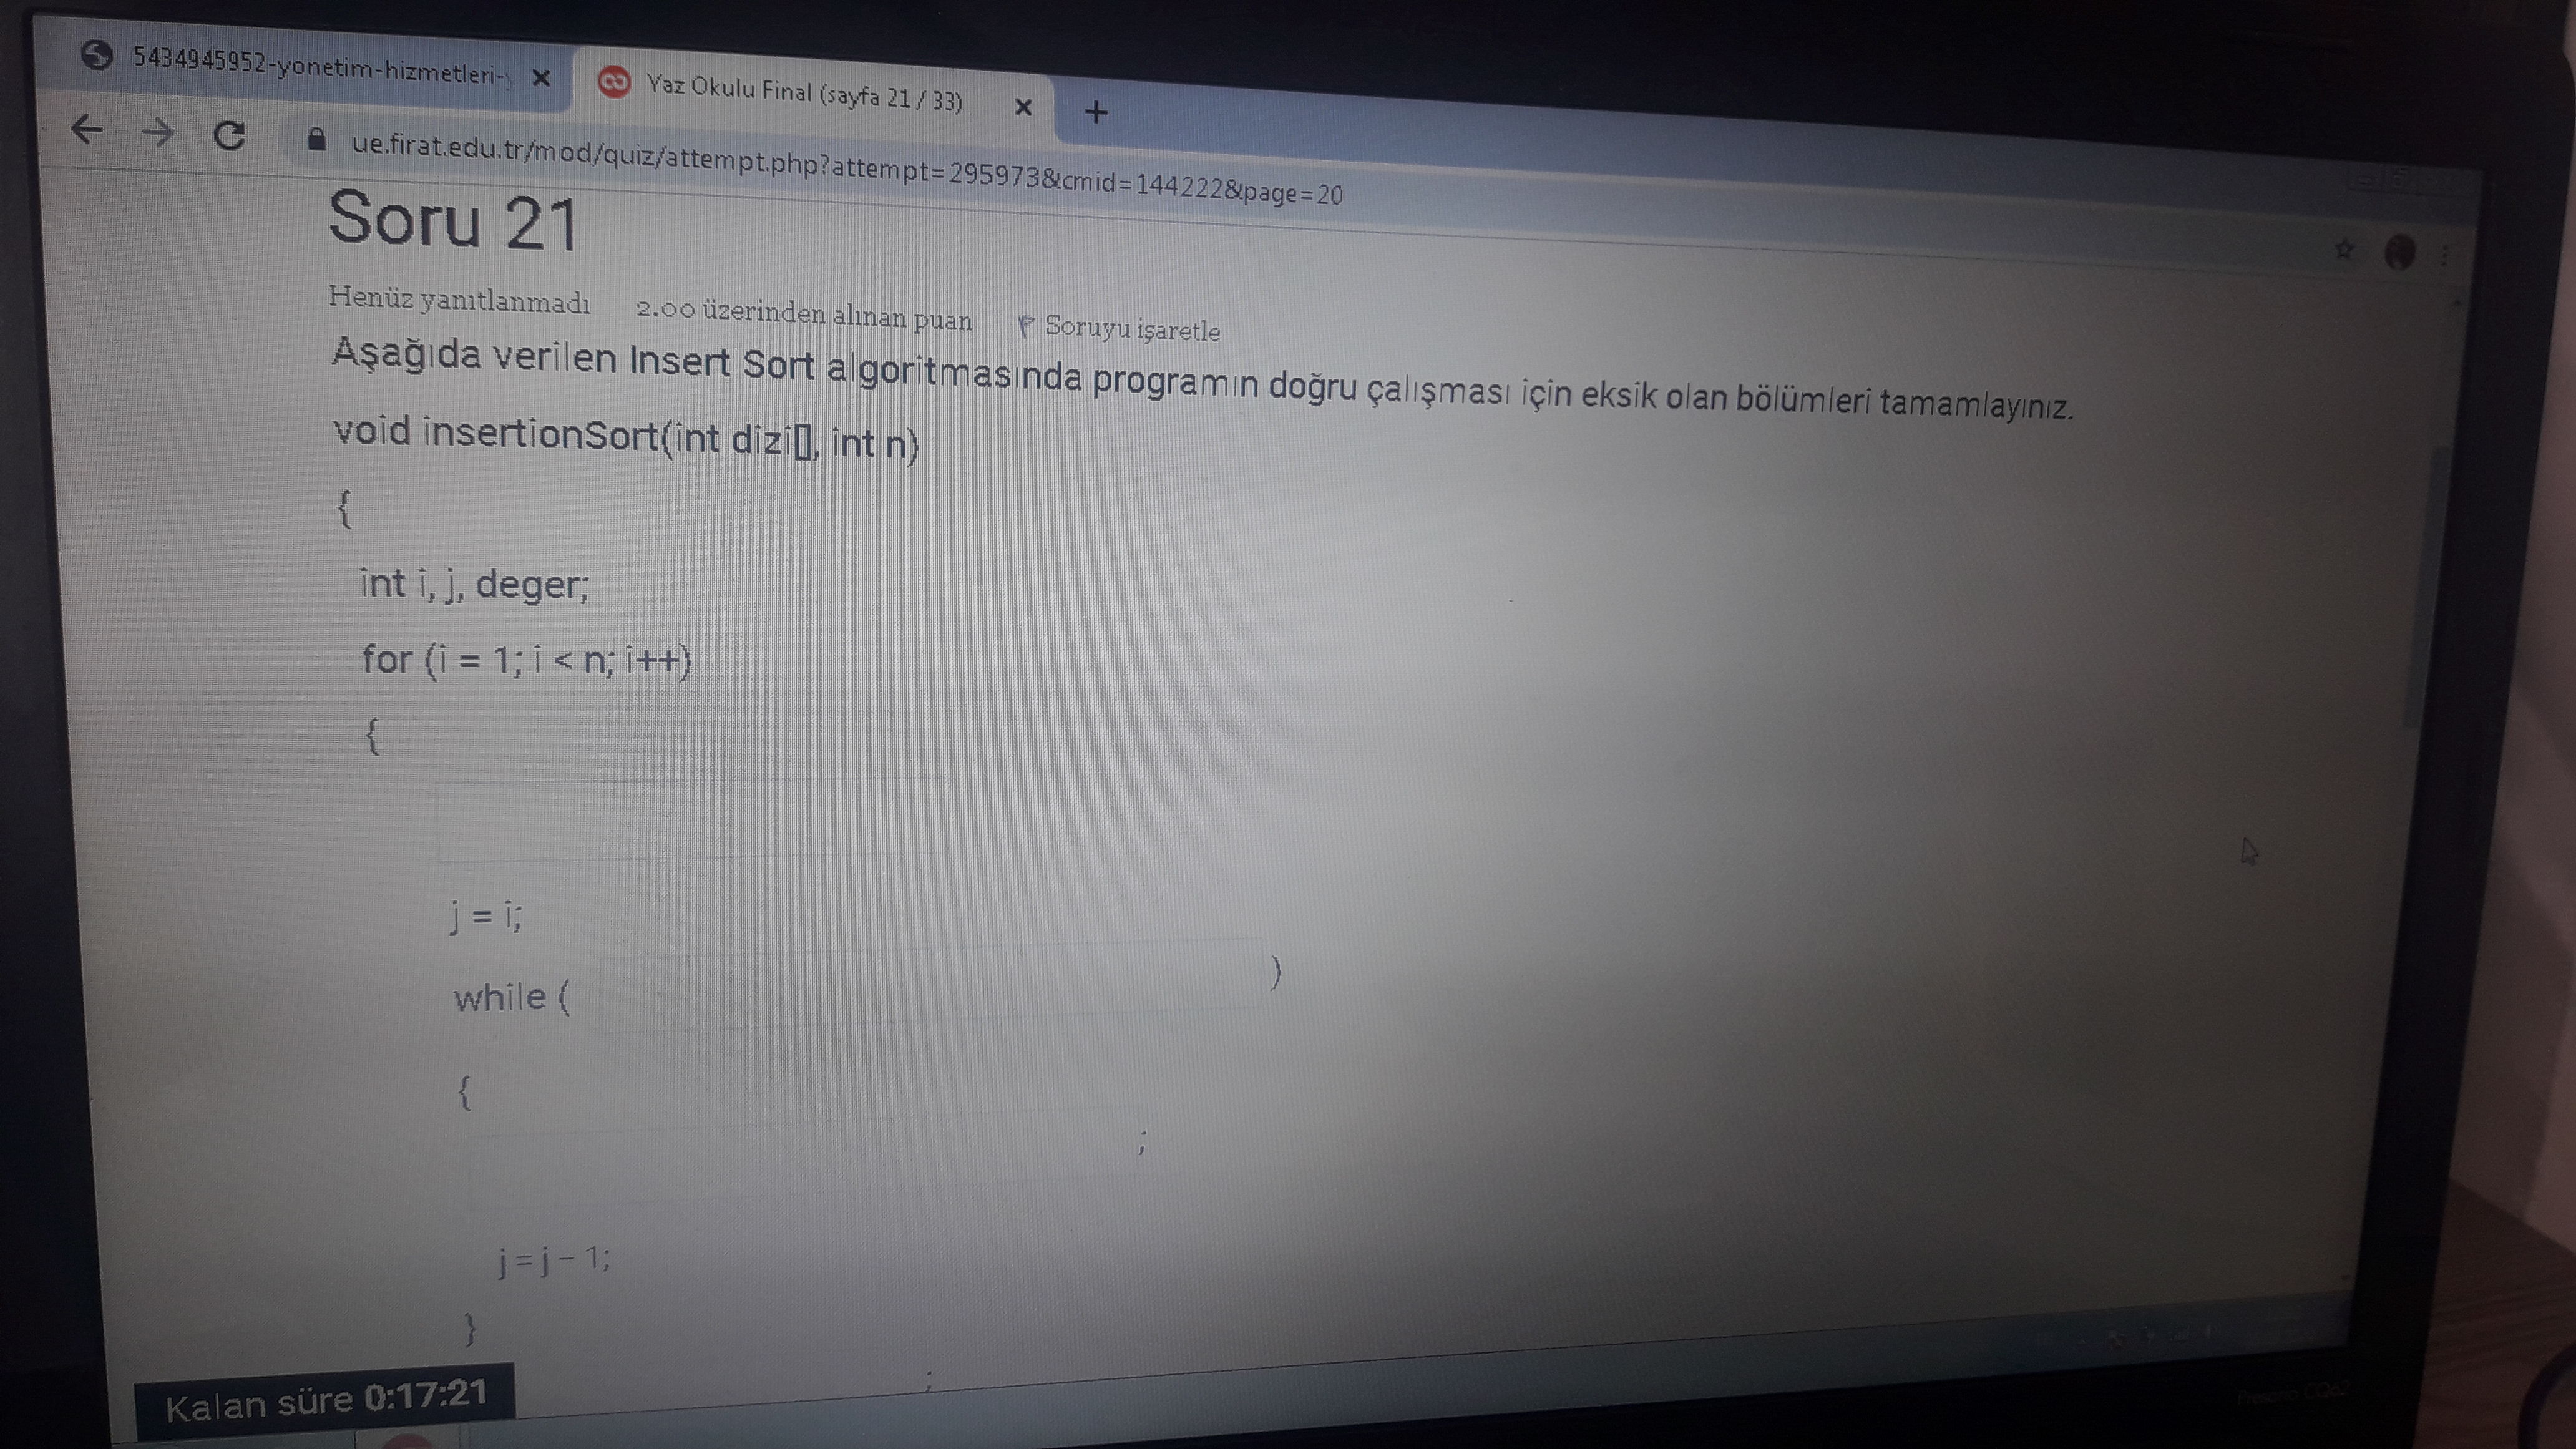 5434945952-yonetim-hizmetleri-
Yaz Okulu Final (sayfa 21 / 33)
ue.firat.edu.tr/mod/quiz/attempt.php?attempt=295973&cmid=144222&page=20
Soru 21
Henüz yanıtlanmadı 2.00 üzerinden alınan puan Soruyu işaretle
Aşağıda verilen Insert Sort algoritmasında programın doğru çalışması için eksik olan bölümleri tamamlayınız.
void insertionSort(int dizi[], int n)
{
int i, j, deger;
for (i = 1; i < n; i++)
{
j = i;
while ( )
{
;
j = j - 1;
}
;
Kalan süre 0:17:21